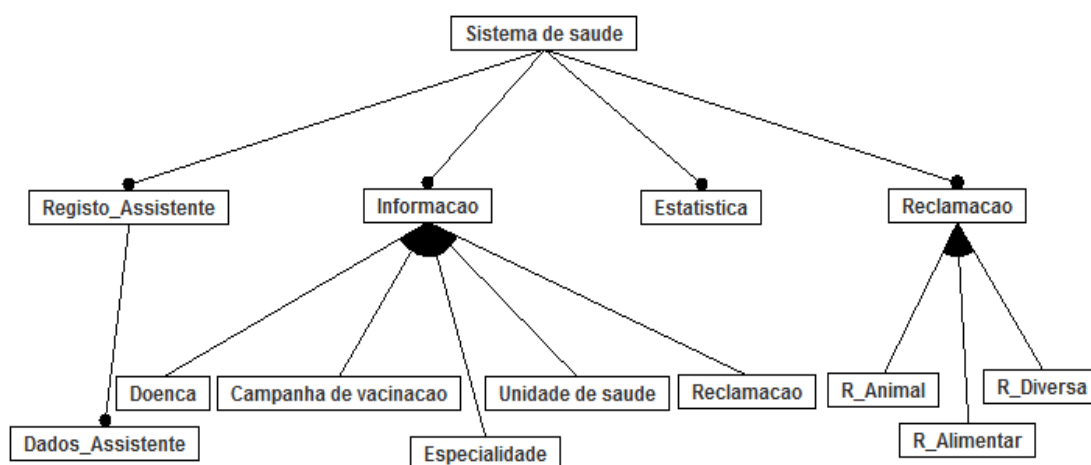 Sistema de saude
Registo_Assistente
Informacao
Estatistica
Reclamacao
Doenca
Campanha de vacinacao
Unidade de saude
Reclamacao
R_Animal
R_Diversa
Dados_Assistente
Especialidade
R_Alimentar